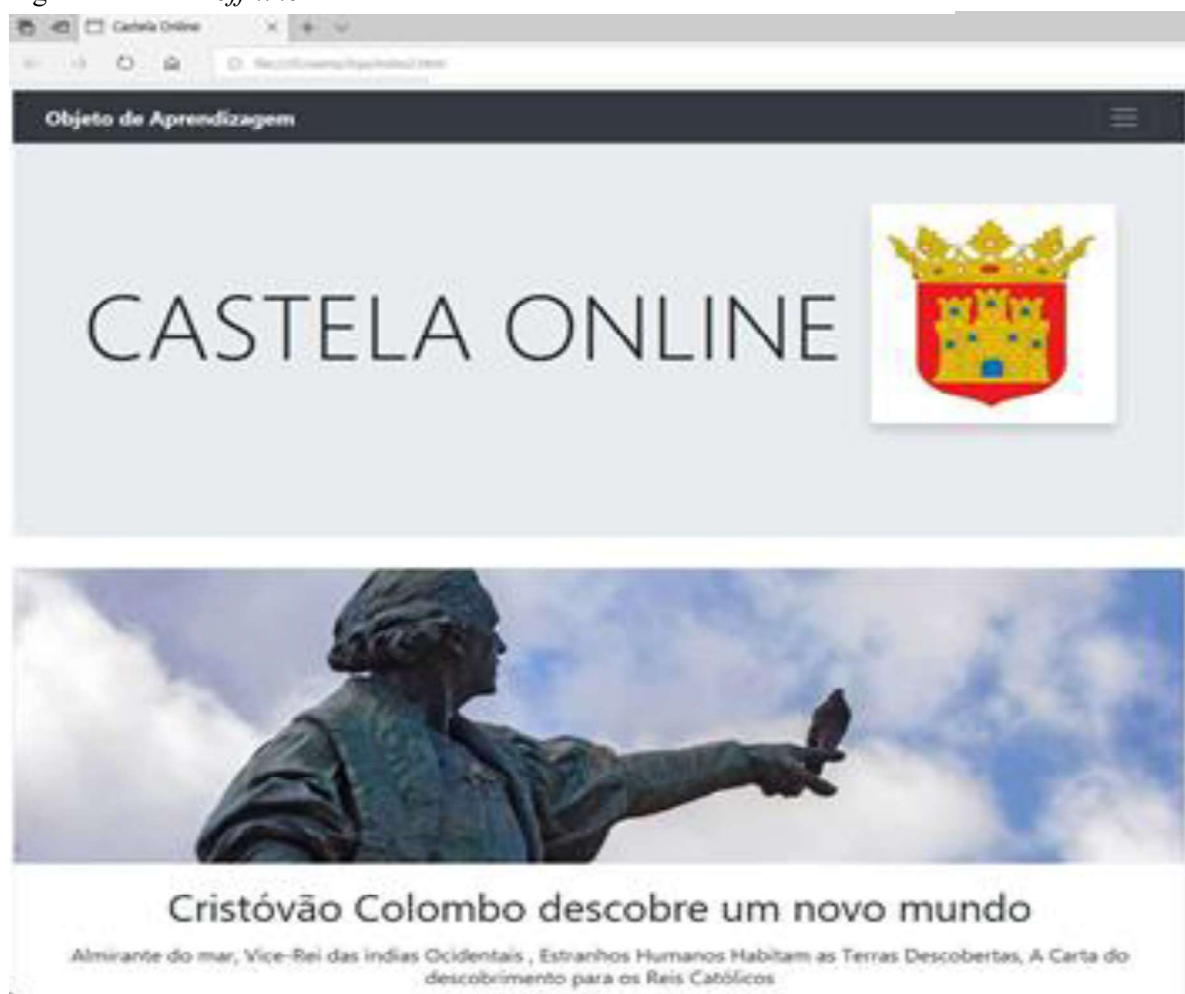 Castela Online
Objeto de Aprendizagem
CASTELA ONLINE
Cristóvão Colombo descobre um novo mundo
Almirante do mar, Vice-Rei das indias Ocidentais , Estranhos Humanos Habitam as Terras Descobertas, A Carta do
descobrimento para os Reis Católicos